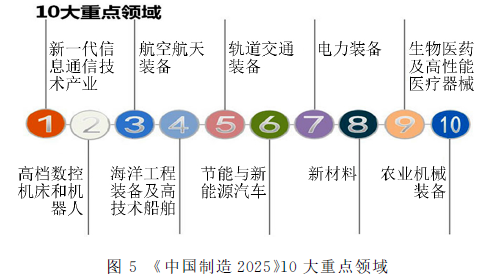 10大重点领域
新一代信
息通信技
术产业
航空航天
装备
轨道交通
装备
电力装备
生物医药
及高性能
医疗器械
1 2 3 4 5 6 7 8 9 10
高档数控
机床和机
器人
海洋工程
装备及高
技术船舶
节能与新
能源汽车
新材料
农业机械
装备
图 5 《中国制造 2025》10 大重点领域